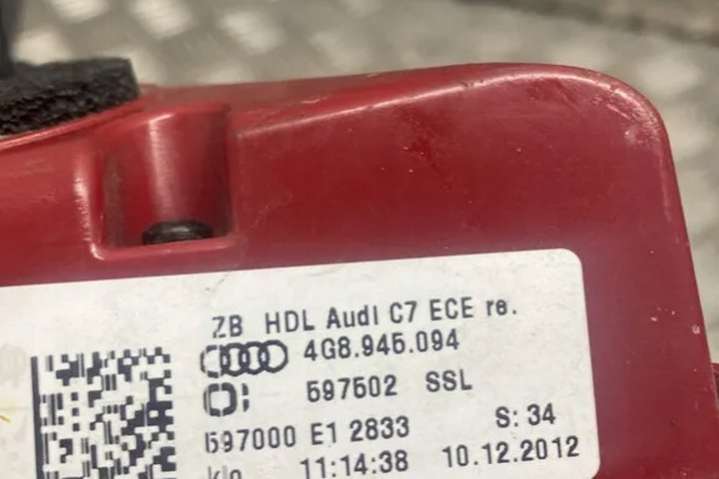 ZB HDL Audi C7 ECE re.
4G8.945.094
597502 SSL
597000 E1 2833 S: 34
11:14:38 10.12.2012